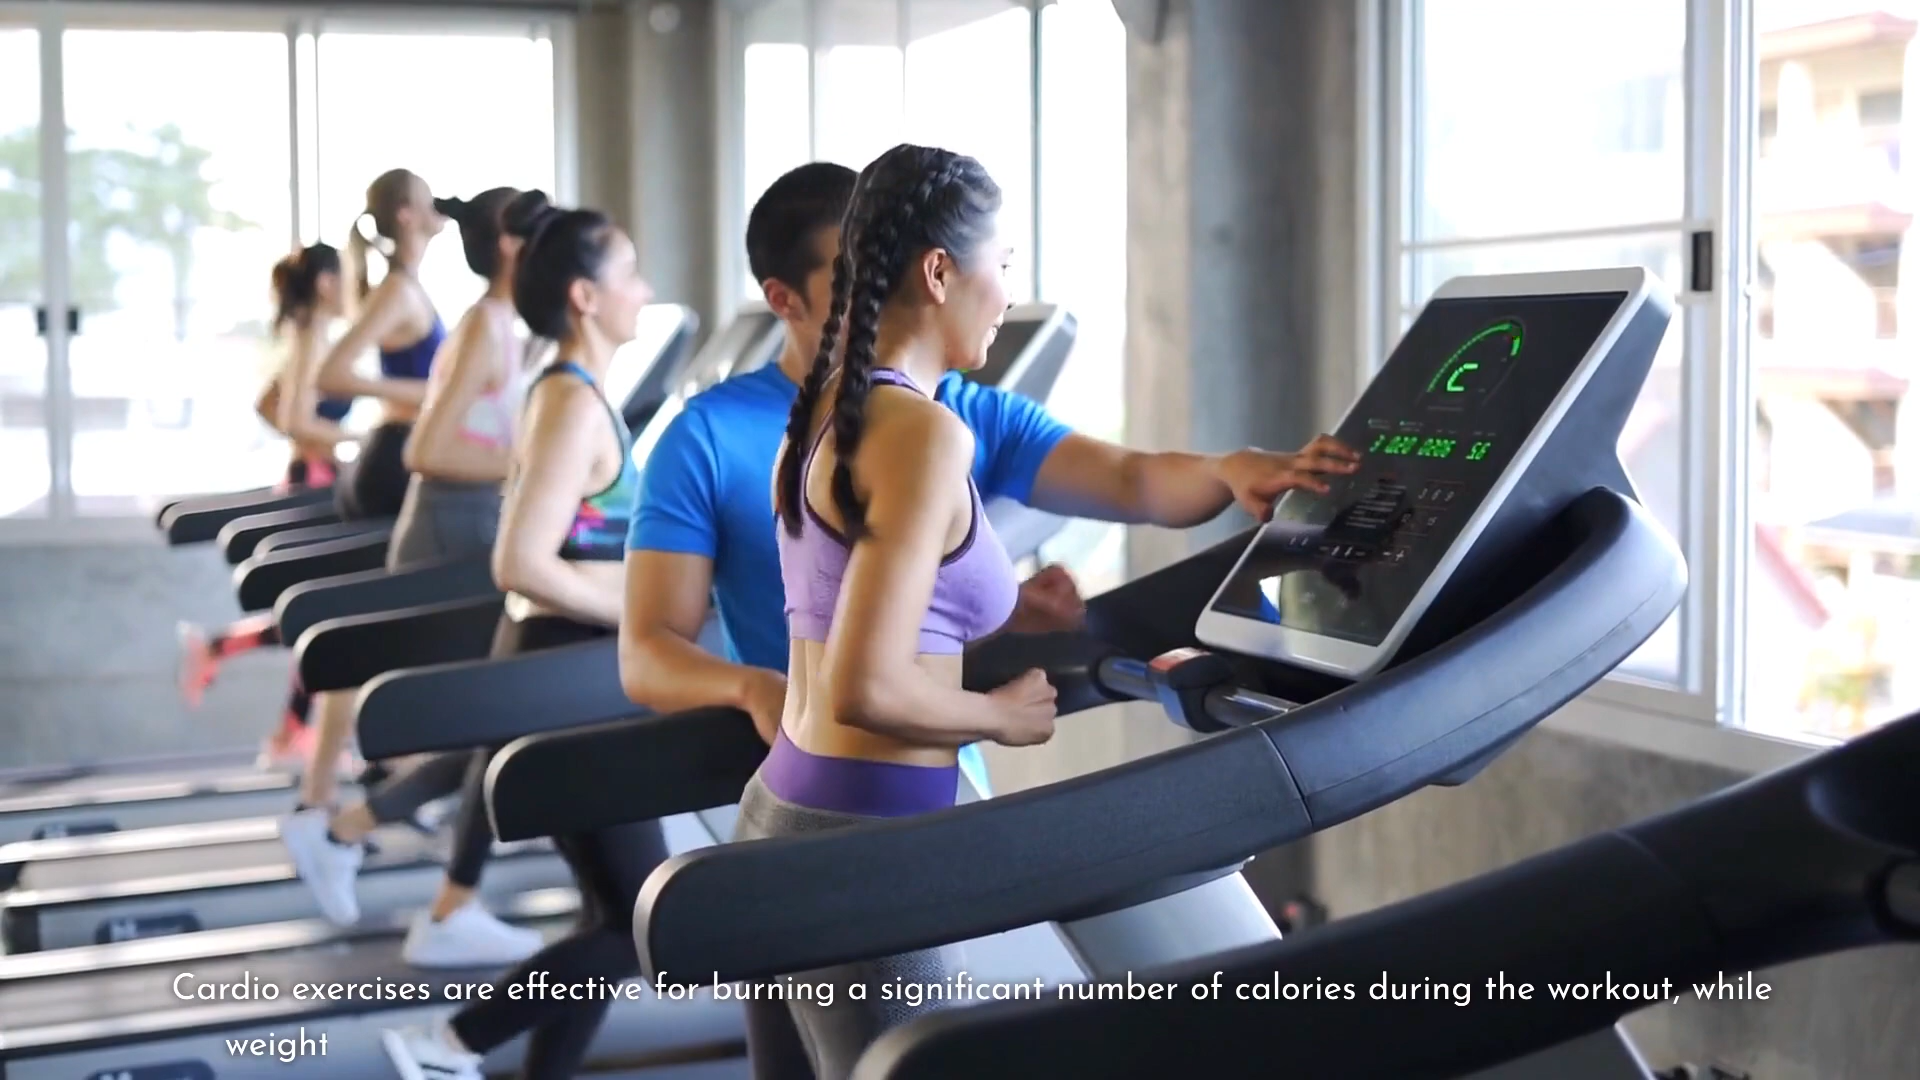 Cardio exercises are effective for burning a significant number of calories during the workout, while
weight